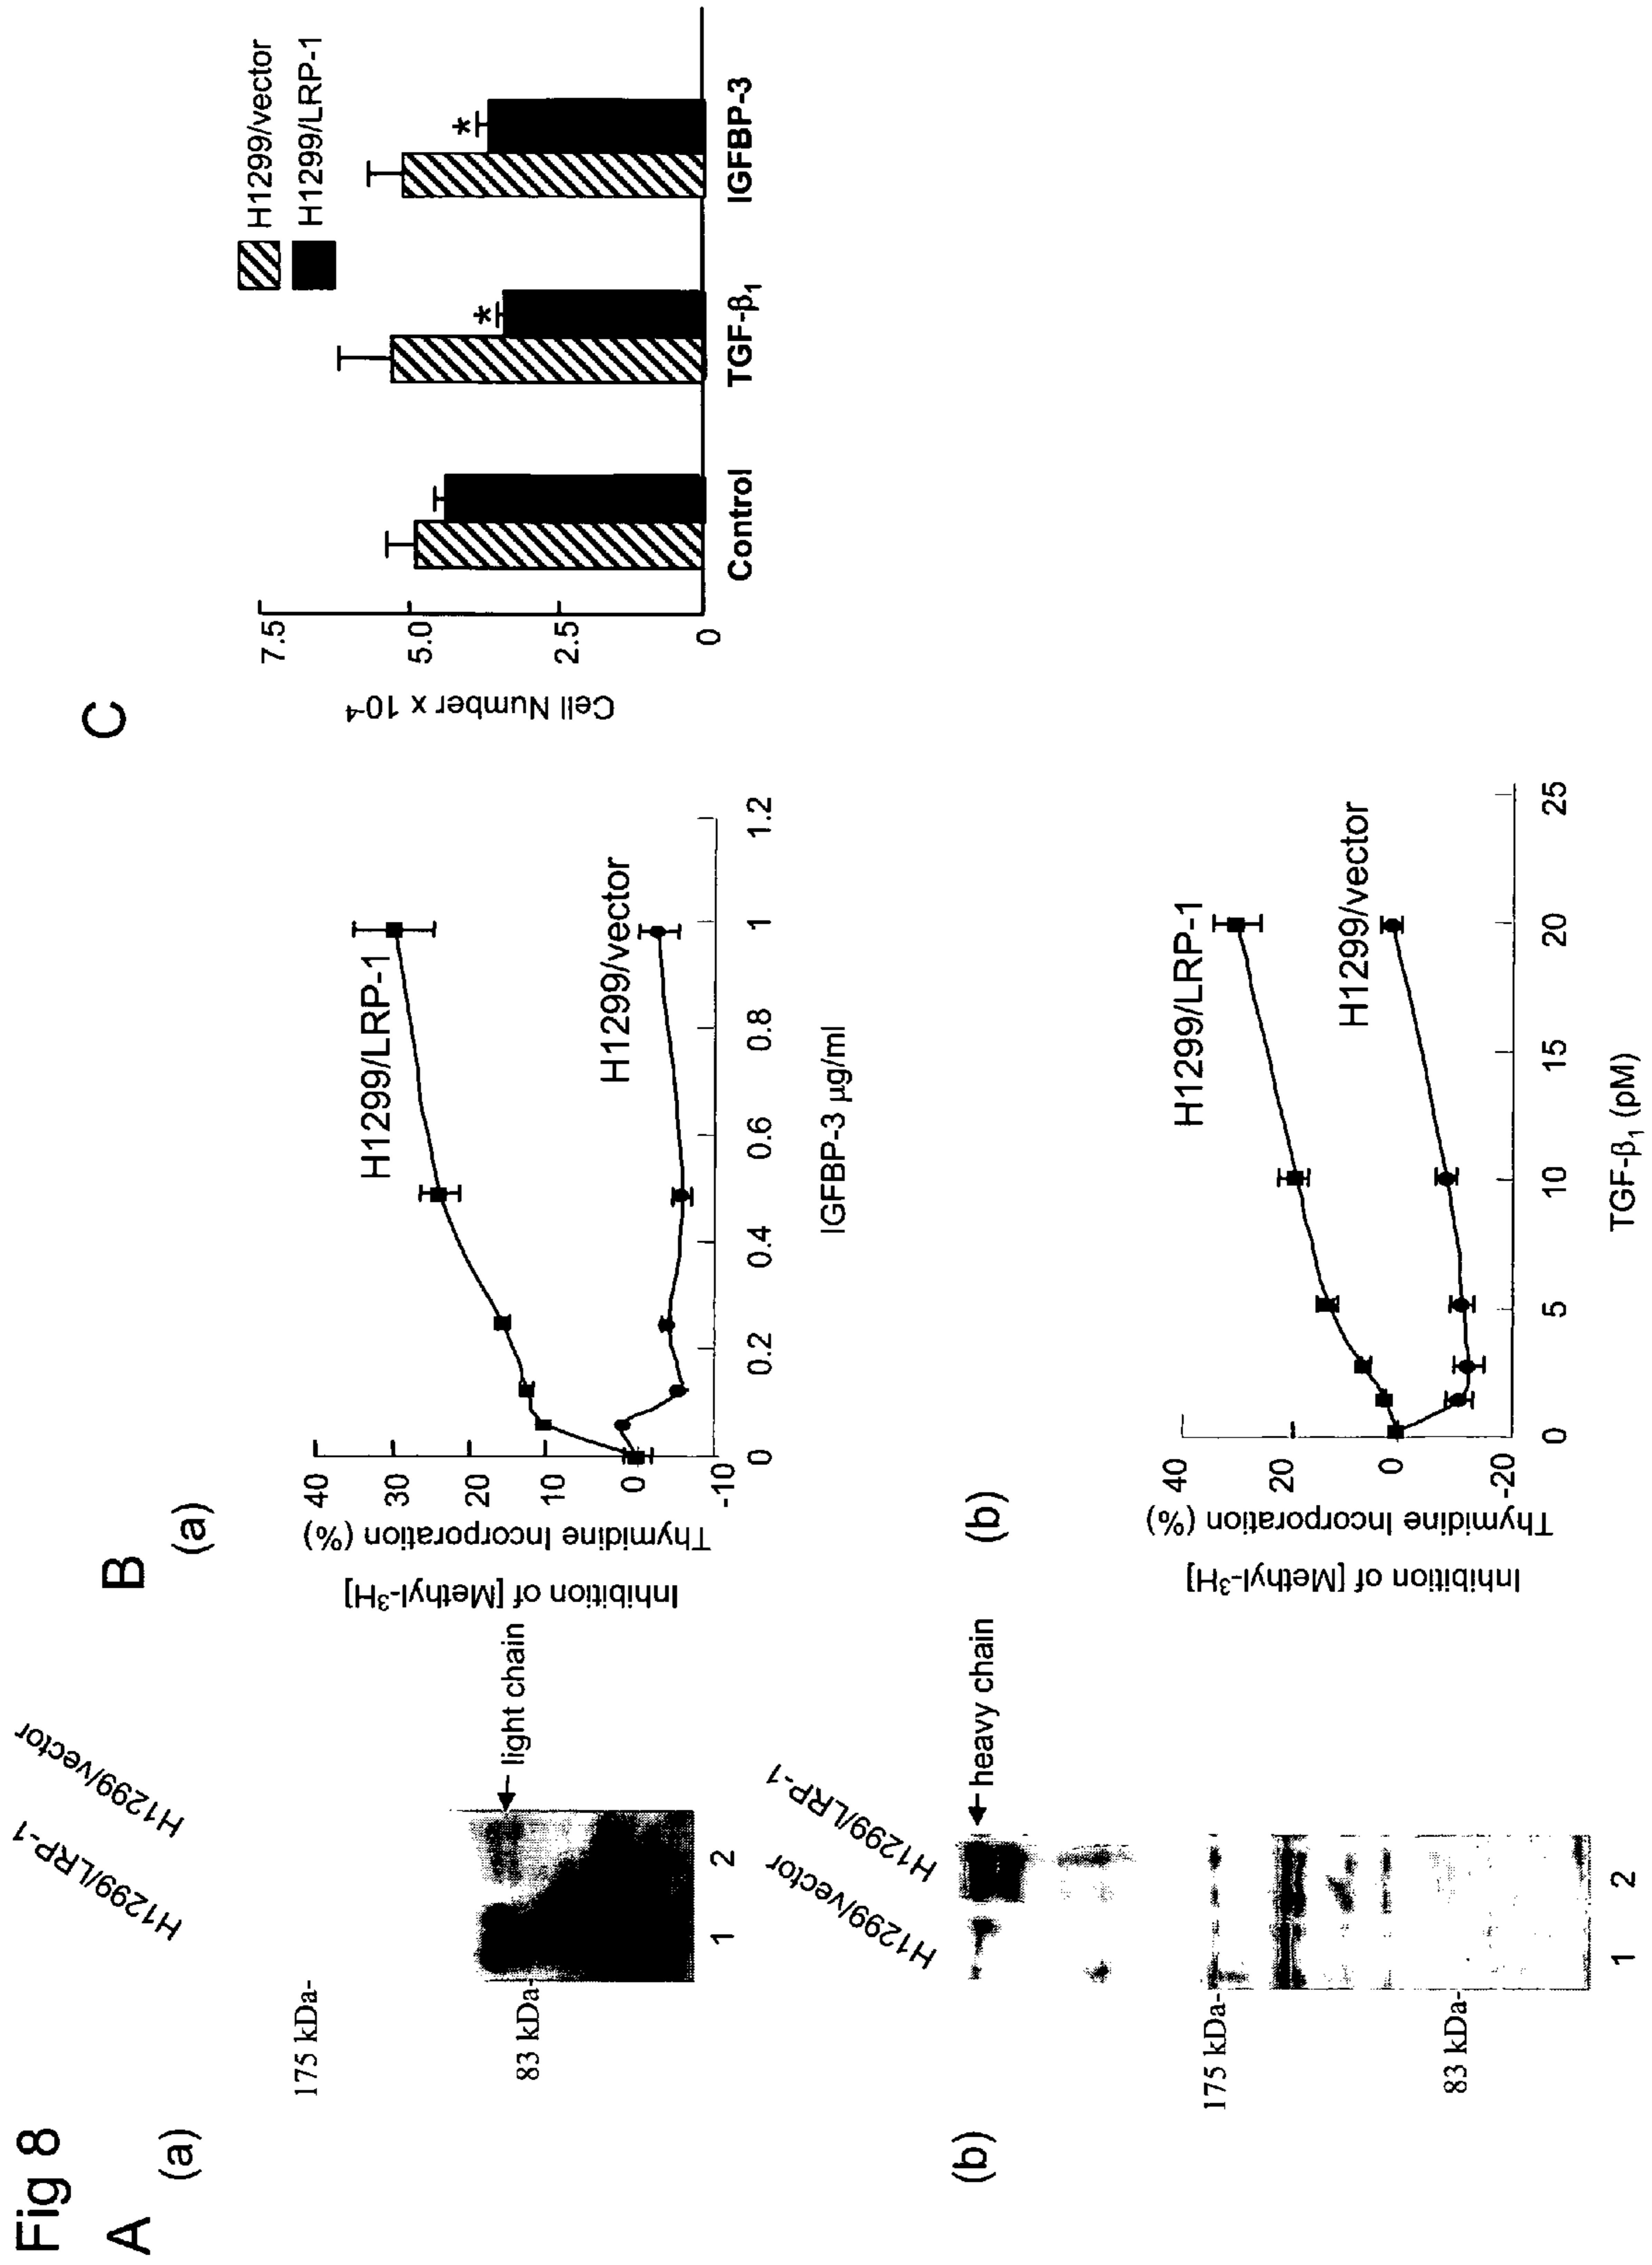 Fig 8
A
(a)
H1299/LRP-1
H1299/vector
175 kDa-
83 kDa-
light chain
1 2
(b)
H1299/vector
H1299/LRP-1
heavy chain
175 kDa-
83 kDa-
1 2
B
(a)
Inhibition of [Methyl-³H]
Thymidine Incorporation (%)
40
30
20
10
0
-10
H1299/LRP-1
H1299/vector
0 0.2 0.4 0.6 0.8 1 1.2
IGFBP-3 μg/ml
(b)
Inhibition of [Methyl-³H]
Thymidine Incorporation (%)
40
20
0
-20
H1299/LRP-1
H1299/vector
0 5 10 15 20 25
TGF-β₁ (pM)
C
H1299/vector
H1299/LRP-1
Cell Number x 10⁻⁴
7.5
5.0
2.5
0
* *
Control TGF-β₁ IGFBP-3